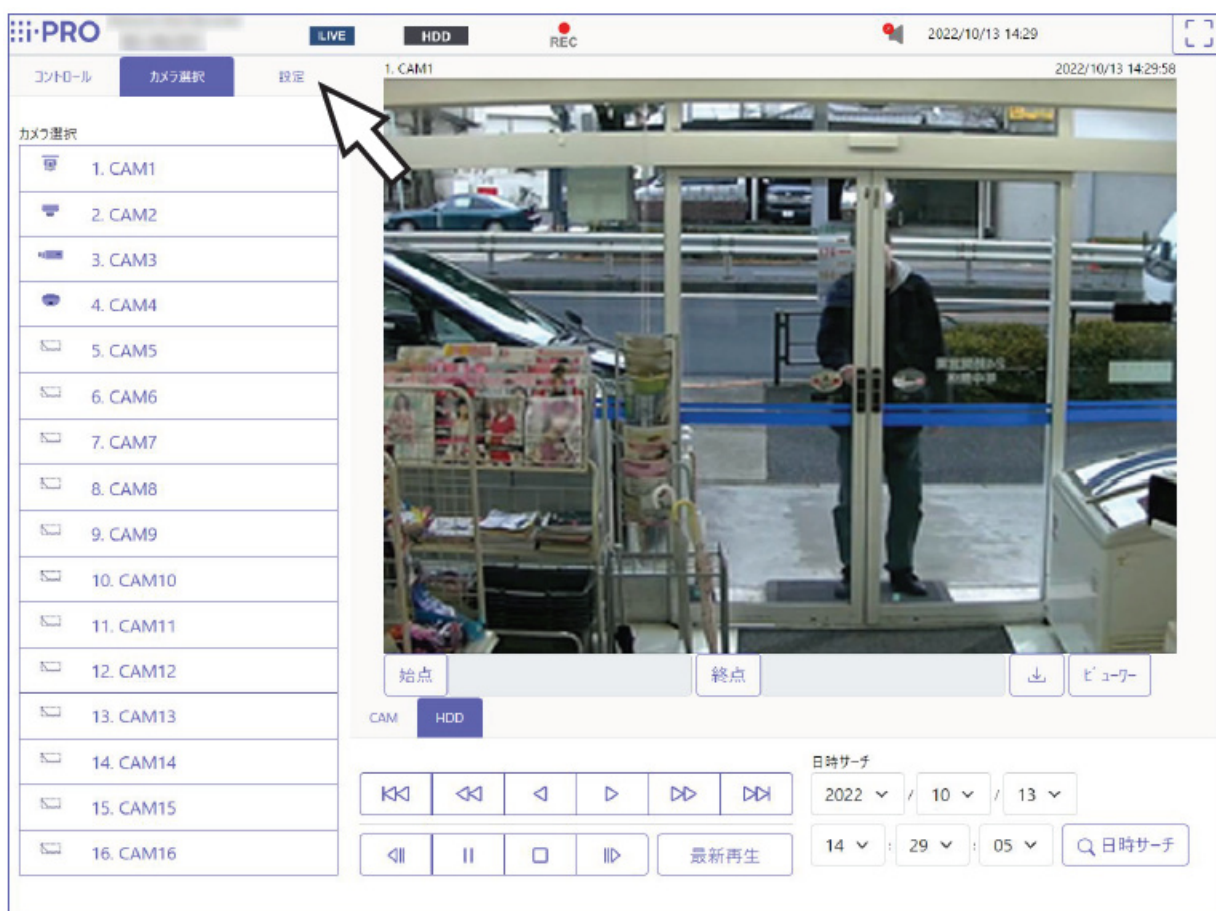 i-PRO
LIVE
HDD
REC
2022/10/13 14:29
コントロール
カメラ選択
設定
1. CAM1
2022/10/13 14:29:58
カメラ選択
1. CAM1
2. CAM2
3. CAM3
4. CAM4
5. CAM5
6. CAM6
7. CAM7
8. CAM8
9. CAM9
10. CAM10
11. CAM11
12. CAM12
13. CAM13
14. CAM14
15. CAM15
16. CAM16
始点
終点
ビューワー
CAM
HDD
日時サーチ
2022 / 10 / 13
14 : 29 : 05
日時サーチ
最新再生